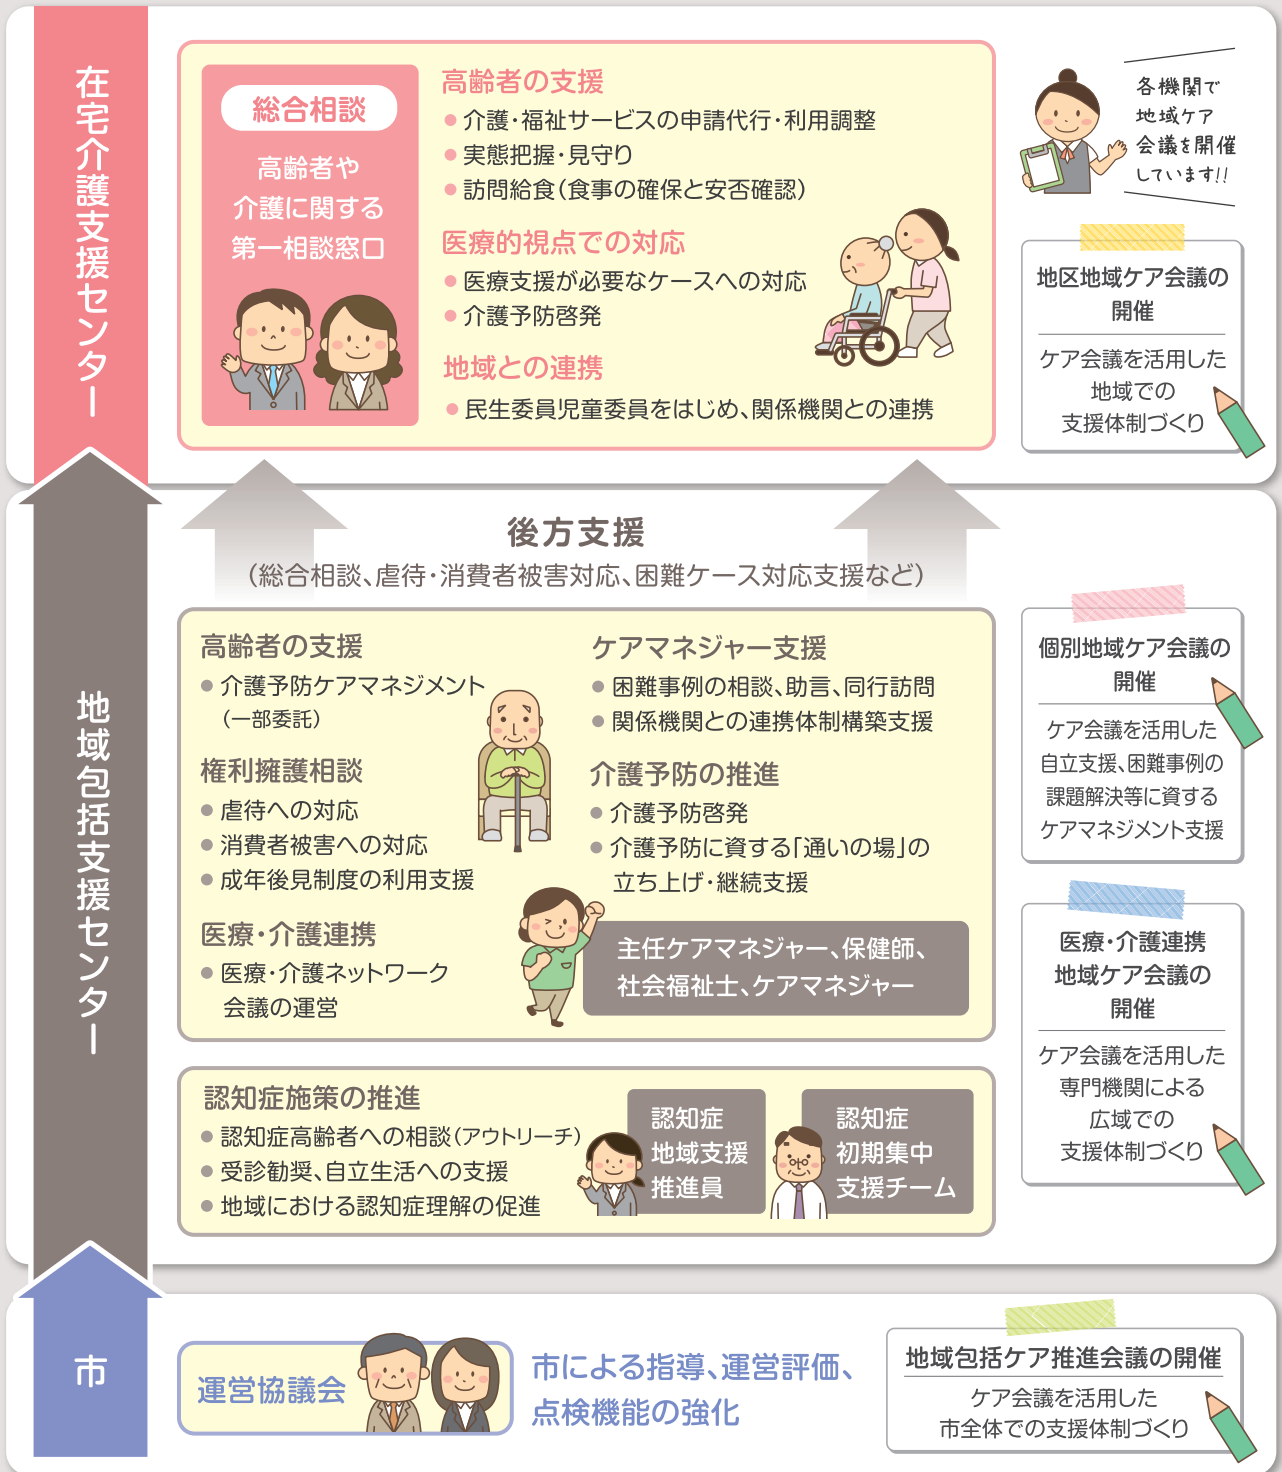 在宅介護支援センター
総合相談
高齢者や
介護に関する
第一相談窓口
高齢者の支援
●介護・福祉サービスの申請代行・利用調整
●実態把握・見守り
●訪問給食（食事の確保と安否確認）
医療的視点での対応
●医療支援が必要なケースへの対応
●介護予防啓発
地域との連携
●民生委員児童委員をはじめ、関係機関との連携
各機関で
地域ケア
会議を開催
しています!!
地区地域ケア会議の
開催
ケア会議を活用した
地域での
支援体制づくり
地域包括支援センター
後方支援
（総合相談、虐待・消費者被害対応、困難ケース対応支援など）
高齢者の支援
●介護予防ケアマネジメント
（一部委託）
権利擁護相談
●虐待への対応
●消費者被害への対応
●成年後見制度の利用支援
医療・介護連携
●医療・介護ネットワーク
会議の運営
ケアマネジャー支援
●困難事例の相談、助言、同行訪問
●関係機関との連携体制構築支援
介護予防の推進
●介護予防啓発
●介護予防に資する「通いの場」の
立ち上げ・継続支援
主任ケアマネジャー、保健師、
社会福祉士、ケアマネジャー
個別地域ケア会議の
開催
ケア会議を活用した
自立支援、困難事例の
課題解決等に資する
ケアマネジメント支援
医療・介護連携
地域ケア会議の
開催
ケア会議を活用した
専門機関による
広域での
支援体制づくり
認知症施策の推進
●認知症高齢者への相談（アウトリーチ）
●受診勧奨、自立生活への支援
●地域における認知症理解の促進
認知症
地域支援
推進員
認知症
初期集中
支援チーム
市
運営協議会
市による指導、運営評価、
点検機能の強化
地域包括ケア推進会議の開催
ケア会議を活用した
市全体での支援体制づくり